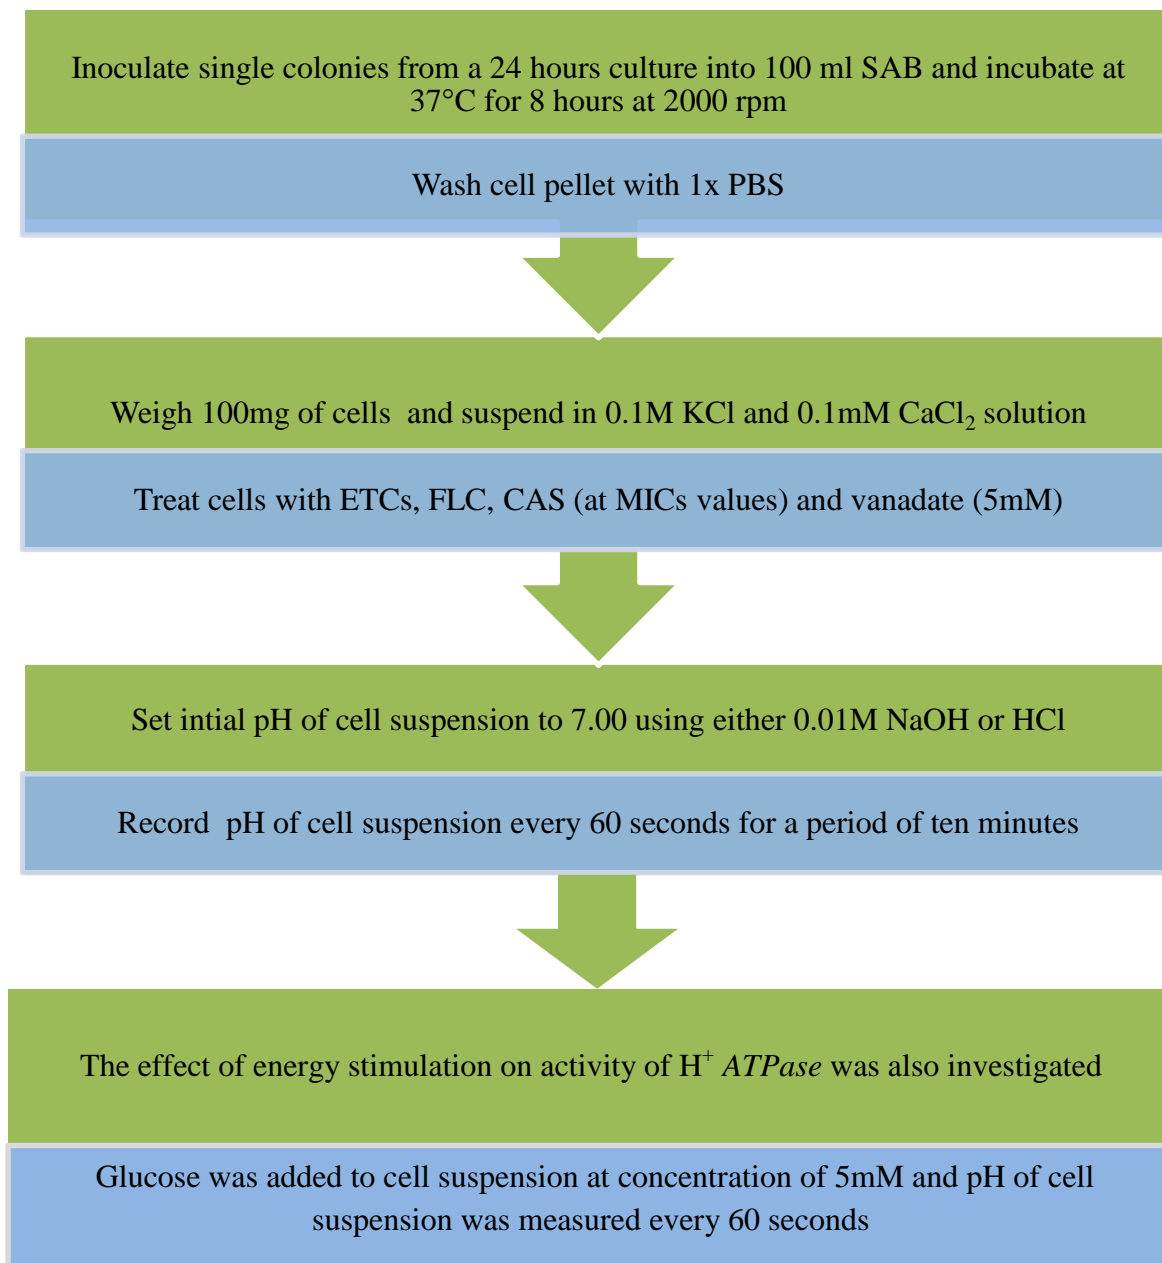 Inoculate single colonies from a 24 hours culture into 100 ml SAB and incubate at
37°C for 8 hours at 2000 rpm
Wash cell pellet with 1x PBS
Weigh 100mg of cells and suspend in 0.1M KCl and 0.1mM CaCl₂ solution
Treat cells with ETCs, FLC, CAS (at MICs values) and vanadate (5mM)
Set intial pH of cell suspension to 7.00 using either 0.01M NaOH or HCl
Record pH of cell suspension every 60 seconds for a period of ten minutes
The effect of energy stimulation on activity of H⁺ ATPase was also investigated
Glucose was added to cell suspension at concentration of 5mM and pH of cell
suspension was measured every 60 seconds